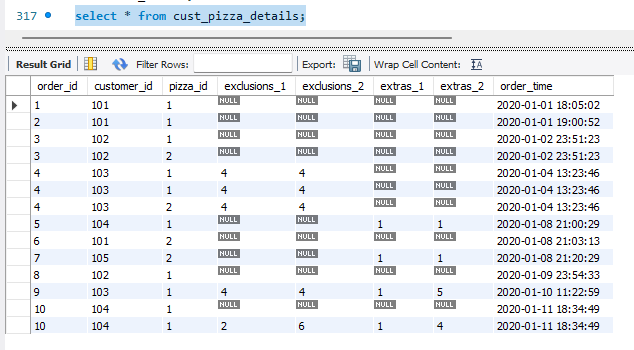 317 select * from cust_pizza_details;
Result Grid Filter Rows: Export: Wrap Cell Content:
order_id customer_id pizza_id exclusions_1 exclusions_2 extras_1 extras_2 order_time
1 101 1 NULL NULL NULL NULL 2020-01-01 18:05:02
2 101 1 NULL NULL NULL NULL 2020-01-01 19:00:52
3 102 1 NULL NULL NULL NULL 2020-01-02 23:51:23
3 102 2 NULL NULL NULL NULL 2020-01-02 23:51:23
4 103 1 4 4 NULL NULL 2020-01-04 13:23:46
4 103 1 4 4 NULL NULL 2020-01-04 13:23:46
4 103 2 4 4 NULL NULL 2020-01-04 13:23:46
5 104 1 NULL NULL 1 1 2020-01-08 21:00:29
6 101 2 NULL NULL NULL NULL 2020-01-08 21:03:13
7 105 2 NULL NULL 1 1 2020-01-08 21:20:29
8 102 1 NULL NULL NULL NULL 2020-01-09 23:54:33
9 103 1 4 4 1 5 2020-01-10 11:22:59
10 104 1 NULL NULL NULL NULL 2020-01-11 18:34:49
10 104 1 2 6 1 4 2020-01-11 18:34:49